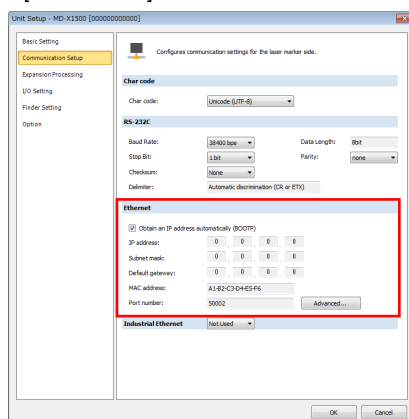 Unit Setup - MD-X1500 [000000000000]
Basic Setting
Communication Setup
Expansion Processing
I/O Setting
Finder Setting
Option
Configures communication settings for the laser marker side.
Char code
Char code: Unicode (UTF-8)
RS-232C
Baud Rate: 38400 bps Data Length: 8bit
Stop Bit: 1 bit Parity: none
Checksum: None
Delimiter: Automatic discrimination (CR or ETX)
Ethernet
Obtain an IP address automatically (BOOTP)
IP address: 0 . 0 . 0 . 0
Subnet mask: 0 . 0 . 0 . 0
Default gateway: 0 . 0 . 0 . 0
MAC address: A1-B2-C3-D4-E5-F6
Port number: 50002 Advanced...
Industrial Ethernet Not Used
OK Cancel